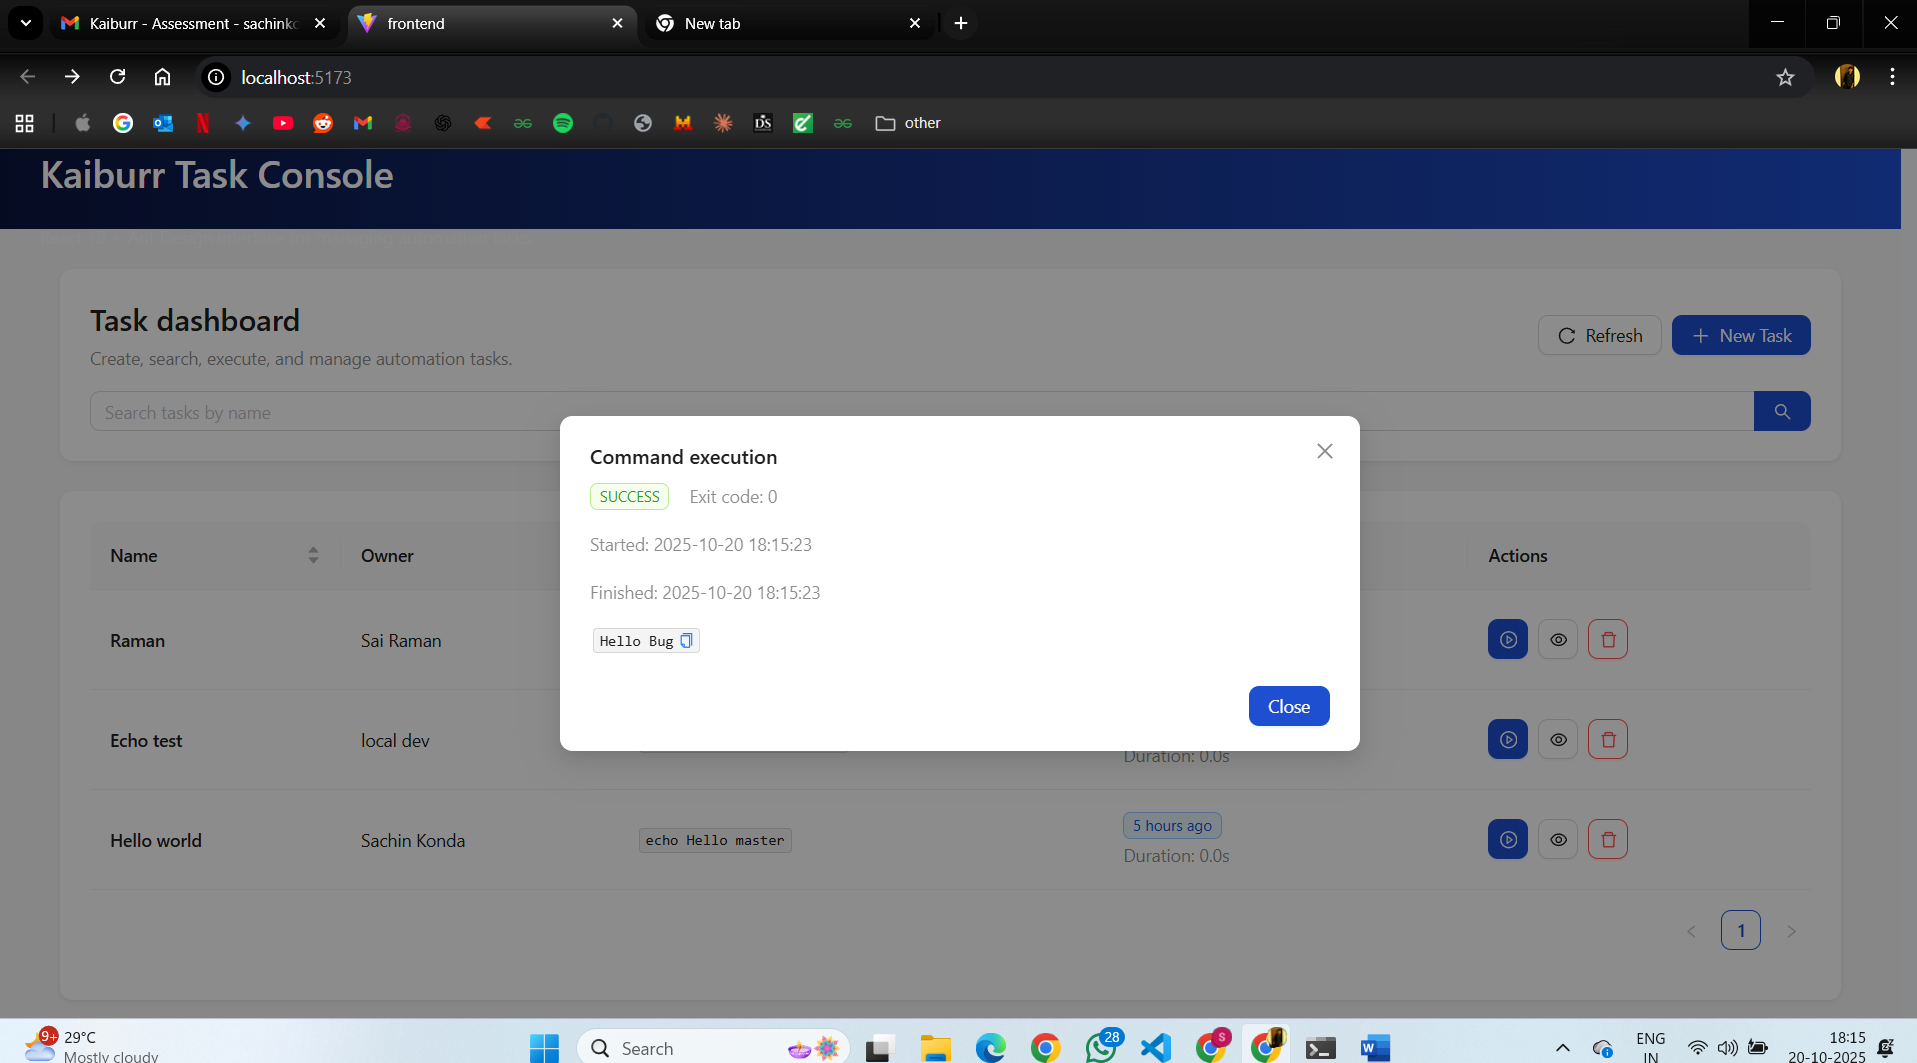 Kaiburr - Assessment - sachinko
frontend
New tab
localhost:5173
other
Kaiburr Task Console
Task dashboard
Create, search, execute, and manage automation tasks.
Refresh
New Task
Search tasks by name
Command execution
SUCCESS Exit code: 0
Started: 2025-10-20 18:15:23
Finished: 2025-10-20 18:15:23
Hello Bug
Close
Name Owner Actions
Raman Sai Raman
Echo test local dev
Duration: 0.0s
Hello world Sachin Konda echo Hello master 5 hours ago
Duration: 0.0s
1
9+ 29°C
Mostly cloudy
Search
28
S
ENG
IN
18:15
20-10-2025